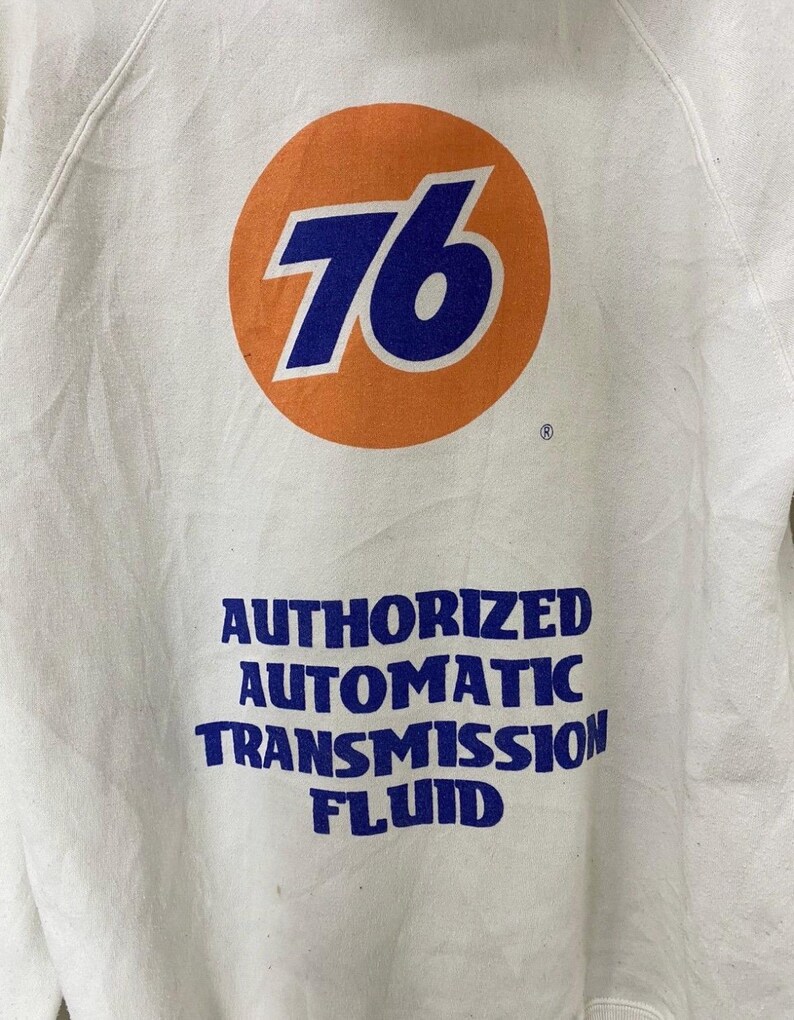 76
®
AUTHORIZED
AUTOMATIC
TRANSMISSION
FLUID